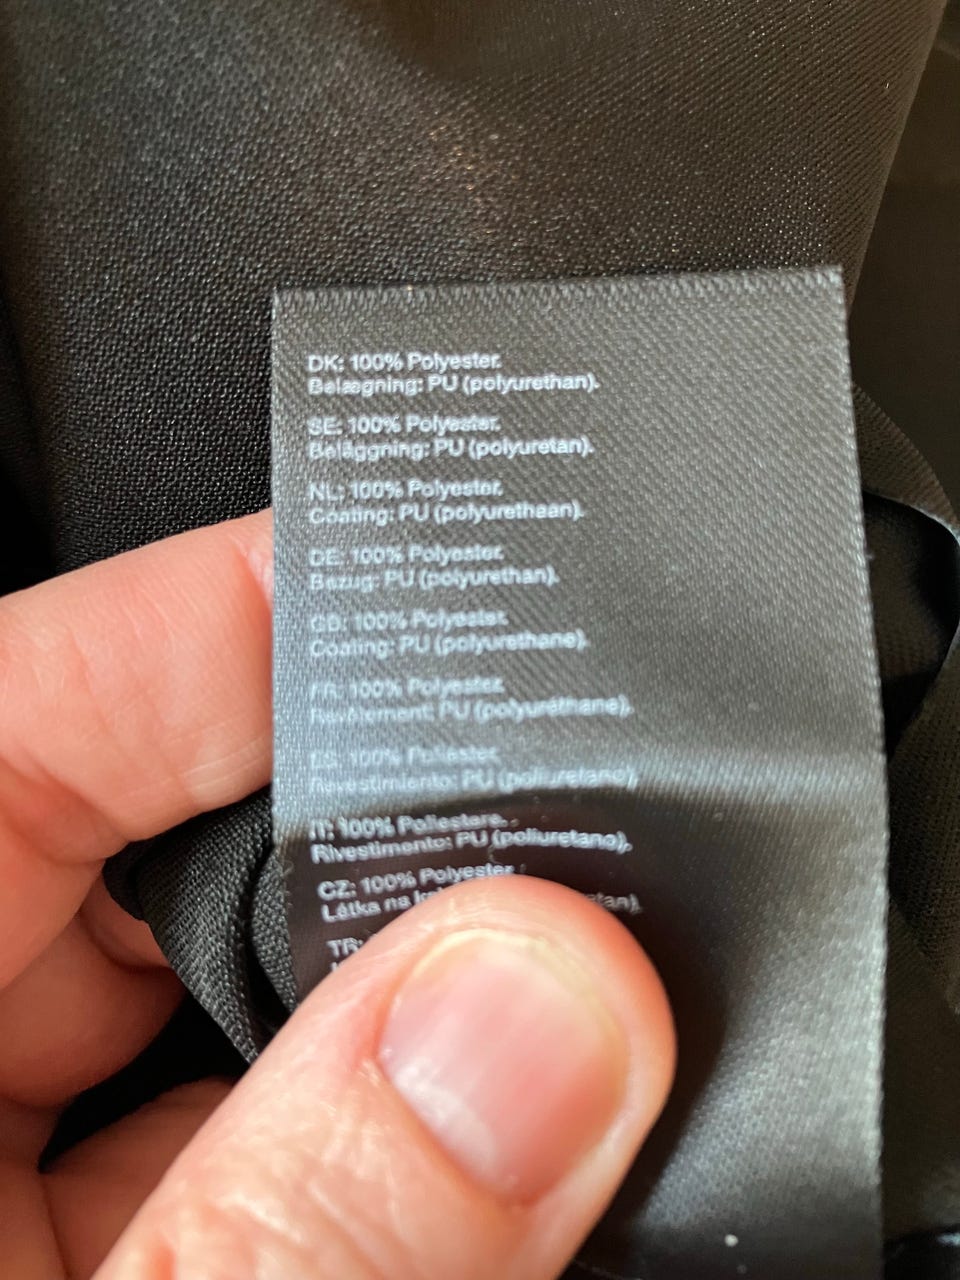 DK: 100% Polyester.
Belægning: PU (polyurethan).
SE: 100% Polyester.
Beläggning: PU (polyuretan).
NL: 100% Polyester.
Coating: PU (polyurethaan).
DE: 100% Polyester.
Bezug: PU (polyurethan).
GB: 100% Polyester.
Coating: PU (polyurethane).
FR: 100% Polyester.
Revêtement: PU (polyuréthane).
ES: 100% Polyester.
Revestimiento: PU (poliuretano).
IT: 100% Poliestere.
Rivestimento: PU (poliuretano).
CZ: 100% Polyester
Látka na
TR: